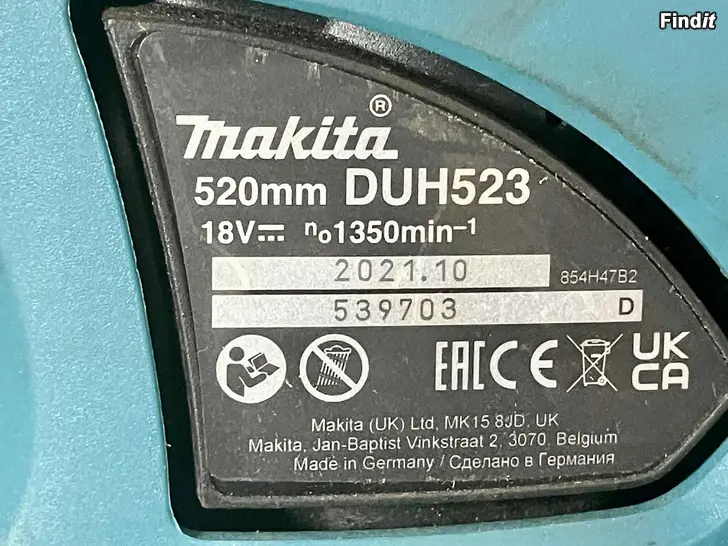 Findit
makita®
520mm DUH523
18V⎓ n₀1350min⁻¹
2021.10
854H47B2
539703 D
EAC CE UK CA
Makita (UK) Ltd, MK15 8JD, UK
Makita, Jan-Baptist Vinkstraat 2, 3070, Belgium
Made in Germany / Сделано в Германия